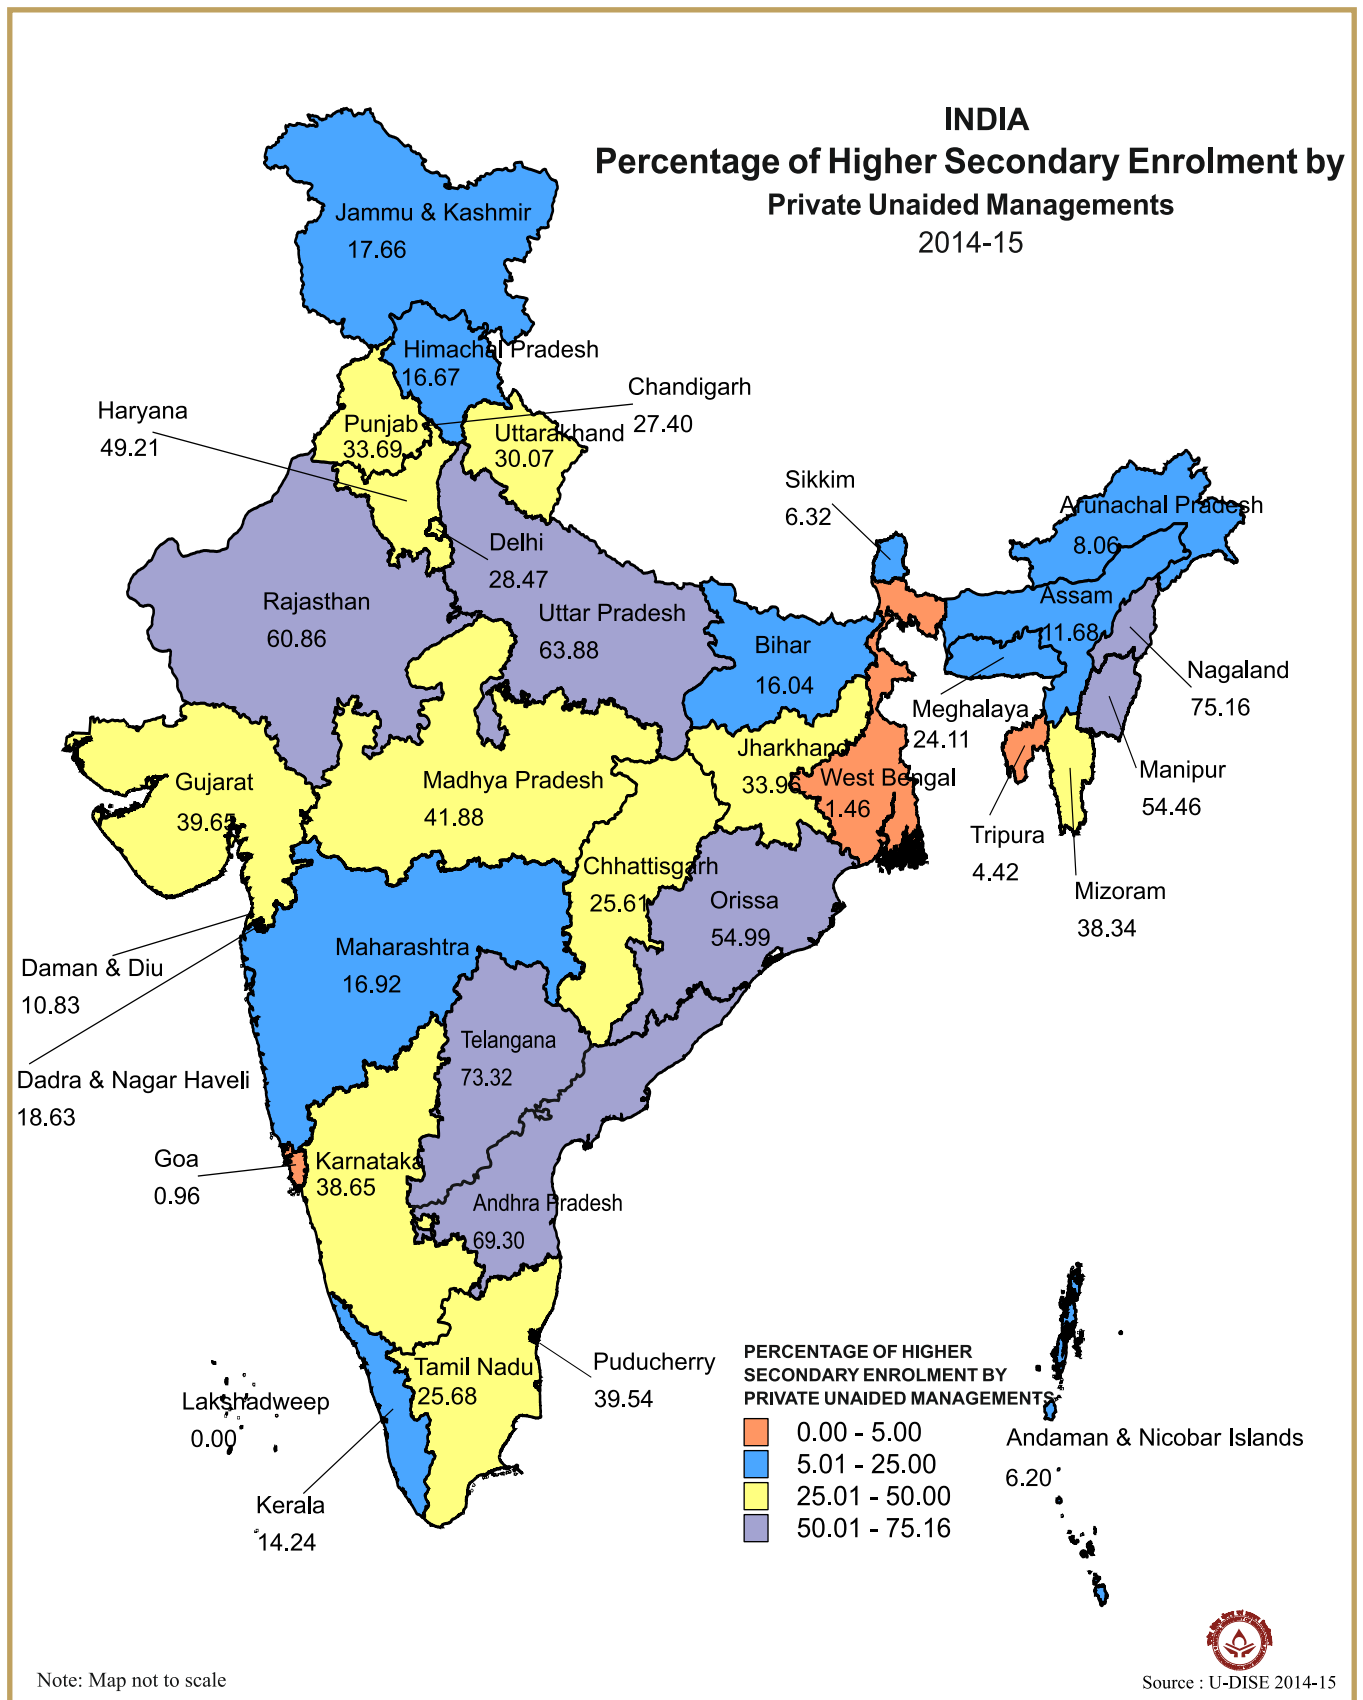 INDIA
Percentage of Higher Secondary Enrolment by
Private Unaided Managements
2014-15
Jammu & Kashmir
17.66
Himachal Pradesh
16.67
Chandigarh
27.40
Haryana
49.21
Punjab
33.69
Uttarakhand
30.07
Sikkim
6.32
Arunachal Pradesh
8.06
Delhi
28.47
Rajasthan
60.86
Uttar Pradesh
63.88
Bihar
16.04
Assam
11.68
Nagaland
75.16
Meghalaya
24.11
Manipur
54.46
Gujarat
39.65
Madhya Pradesh
41.88
Jharkhand
33.96
West Bengal
1.46
Tripura
4.42
Mizoram
38.34
Chhattisgarh
25.61
Orissa
54.99
Maharashtra
16.92
Daman & Diu
10.83
Dadra & Nagar Haveli
18.63
Telangana
73.32
Goa
0.96
Karnataka
38.65
Andhra Pradesh
69.30
Tamil Nadu
25.68
Puducherry
39.54
Lakshadweep
0.00
Kerala
14.24
PERCENTAGE OF HIGHER
SECONDARY ENROLMENT BY
PRIVATE UNAIDED MANAGEMENTS
0.00 - 5.00
5.01 - 25.00
25.01 - 50.00
50.01 - 75.16
Andaman & Nicobar Islands
6.20
Note: Map not to scale
Source : U-DISE 2014-15